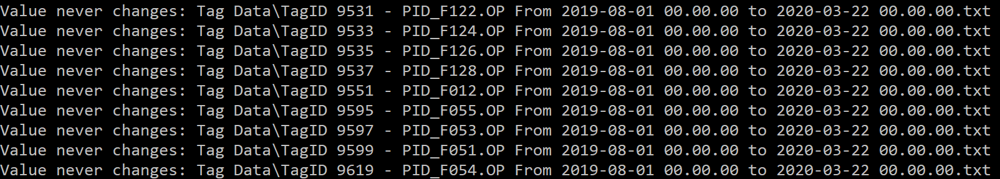 Value never changes: Tag Data\TagID 9531 - PID_F122.OP From 2019-08-01 00.00.00 to 2020-03-22 00.00.00.txt
Value never changes: Tag Data\TagID 9533 - PID_F124.OP From 2019-08-01 00.00.00 to 2020-03-22 00.00.00.txt
Value never changes: Tag Data\TagID 9535 - PID_F126.OP From 2019-08-01 00.00.00 to 2020-03-22 00.00.00.txt
Value never changes: Tag Data\TagID 9537 - PID_F128.OP From 2019-08-01 00.00.00 to 2020-03-22 00.00.00.txt
Value never changes: Tag Data\TagID 9551 - PID_F012.OP From 2019-08-01 00.00.00 to 2020-03-22 00.00.00.txt
Value never changes: Tag Data\TagID 9595 - PID_F055.OP From 2019-08-01 00.00.00 to 2020-03-22 00.00.00.txt
Value never changes: Tag Data\TagID 9597 - PID_F053.OP From 2019-08-01 00.00.00 to 2020-03-22 00.00.00.txt
Value never changes: Tag Data\TagID 9599 - PID_F051.OP From 2019-08-01 00.00.00 to 2020-03-22 00.00.00.txt
Value never changes: Tag Data\TagID 9619 - PID_F054.OP From 2019-08-01 00.00.00 to 2020-03-22 00.00.00.txt